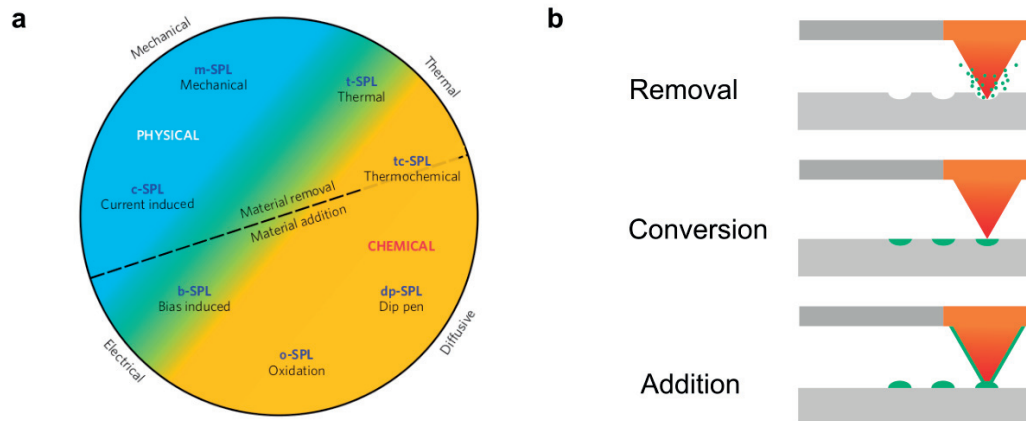 a
Mechanical
m-SPL
Mechanical
t-SPL
Thermal
Thermal
PHYSICAL
tc-SPL
Thermochemical
c-SPL
Current induced
Material removal
Material addition
CHEMICAL
b-SPL
Bias induced
dp-SPL
Dip pen
o-SPL
Oxidation
Electrical
Diffusive
b
Removal
Conversion
Addition